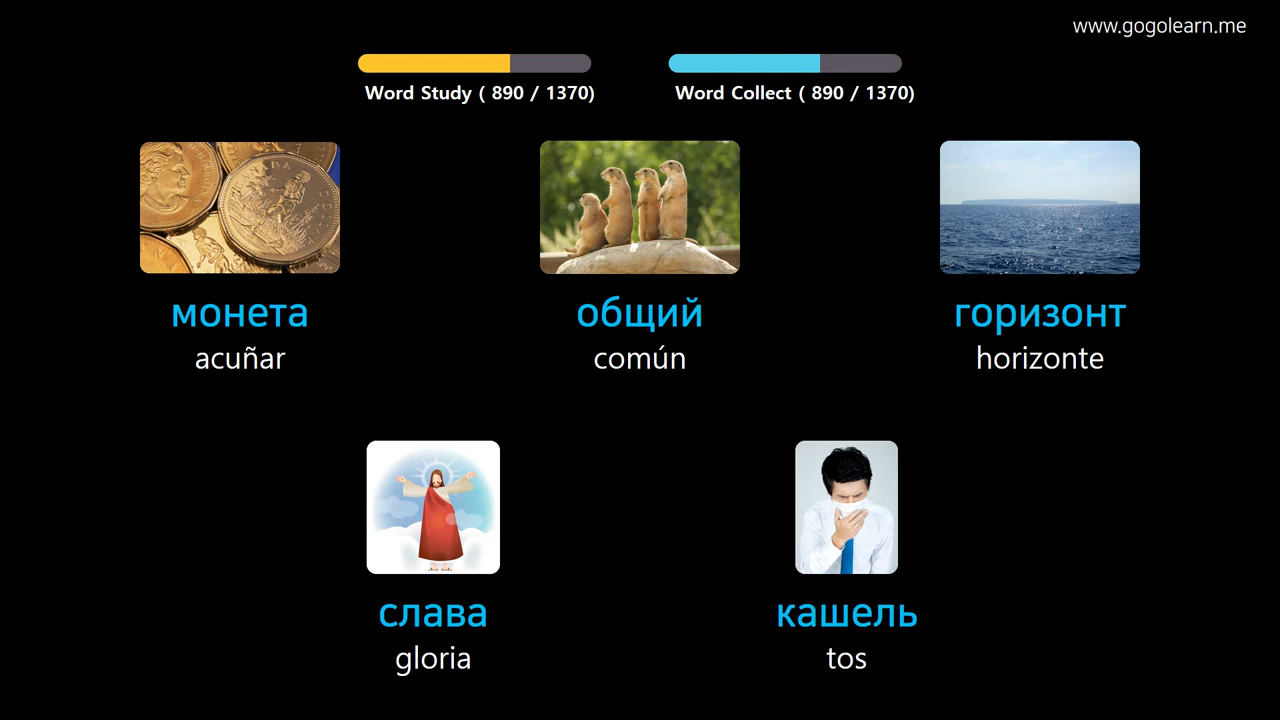 www.gogolearn.me
Word Study ( 890 / 1370)
Word Collect ( 890 / 1370)
монета
acuñar
общий
común
горизонт
horizonte
слава
gloria
кашель
tos